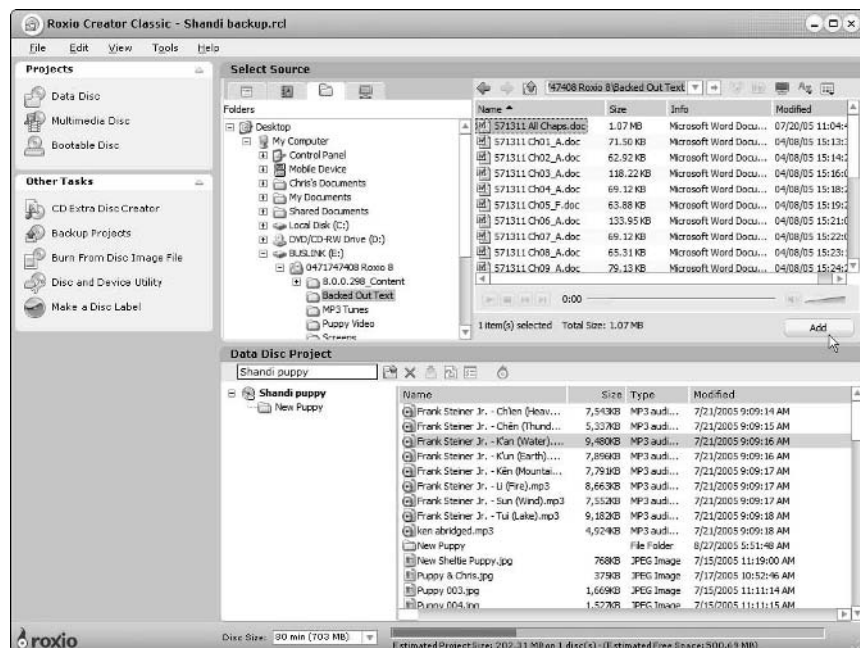 Roxio Creator Classic - Shandi backup.rcl
File Edit View Tools Help
Projects
Data Disc
Multimedia Disc
Bootable Disc
Other Tasks
CD Extra Disc Creator
Backup Projects
Burn From Disc Image File
Disc and Device Utility
Make a Disc Label
Select Source
Folders
Desktop
My Computer
Control Panel
Mobile Device
Chris's Documents
My Documents
Shared Documents
Local Disk (C:)
DVD/CD-RW Drive (D:)
BUSLINK (E:)
0471747408 Roxio 8
8.0.0.298_Content
Backed Out Text
MP3 Tunes
Puppy Video
Screens
47408 Roxio 8\Backed Out Text
Name Size Info Modified
571311 All Chaps.doc 1.07 MB Microsoft Word Docu... 07/20/05 11:04:
571311 Ch01_A.doc 71.50 KB Microsoft Word Docu... 04/08/05 15:13:
571311 Ch02_A.doc 62.92 KB Microsoft Word Docu... 04/08/05 15:14:
571311 Ch03_A.doc 118.22 KB Microsoft Word Docu... 04/08/05 15:16:
571311 Ch04_A.doc 69.12 KB Microsoft Word Docu... 04/08/05 15:18:
571311 Ch05_F.doc 63.88 KB Microsoft Word Docu... 04/08/05 15:19:
571311 Ch06_A.doc 133.95 KB Microsoft Word Docu... 04/08/05 15:21:
571311 Ch07_A.doc 69.12 KB Microsoft Word Docu... 04/08/05 15:22:
571311 Ch08_A.doc 65.31 KB Microsoft Word Docu... 04/08/05 15:23:
571311 Ch09_A.doc 79.13 KB Microsoft Word Docu... 04/08/05 15:24:
0:00
1 item(s) selected Total Size: 1.07 MB
Add
Data Disc Project
Shandi puppy
Shandi puppy
New Puppy
Name Size Type Modified
Frank Steiner Jr. - Ch'ien (Heav... 7,543KB MP3 audi... 7/21/2005 9:09:14 AM
Frank Steiner Jr. - Chên (Thund... 5,337KB MP3 audi... 7/21/2005 9:09:15 AM
Frank Steiner Jr. - K'an (Water).... 9,480KB MP3 audi... 7/21/2005 9:09:16 AM
Frank Steiner Jr. - K'un (Earth).... 7,896KB MP3 audi... 7/21/2005 9:09:16 AM
Frank Steiner Jr. - Kên (Mountai... 7,791KB MP3 audi... 7/21/2005 9:09:17 AM
Frank Steiner Jr. - Li (Fire).mp3 8,663KB MP3 audi... 7/21/2005 9:09:17 AM
Frank Steiner Jr. - Sun (Wind).mp3 7,552KB MP3 audi... 7/21/2005 9:09:17 AM
Frank Steiner Jr. - Tui (Lake).mp3 9,182KB MP3 audi... 7/21/2005 9:09:18 AM
ken abridged.mp3 4,924KB MP3 audi... 7/21/2005 9:09:18 AM
New Puppy File Folder 8/27/2005 5:51:48 AM
New Sheltie Puppy.jpg 768KB JPEG Image 7/15/2005 11:19:00 AM
Puppy & Chris.jpg 375KB JPEG Image 7/17/2005 10:52:46 AM
Puppy 003.jpg 1,669KB JPEG Image 7/15/2005 11:11:14 AM
Puppy 004.jpg 1,527KB JPEG Image 7/15/2005 11:11:15 AM
roxio
Disc Size: 80 min (703 MB)
Estimated Project Size: 202.31 MB on 1 disc(s) - (Estimated Free Space: 500.69 MB)